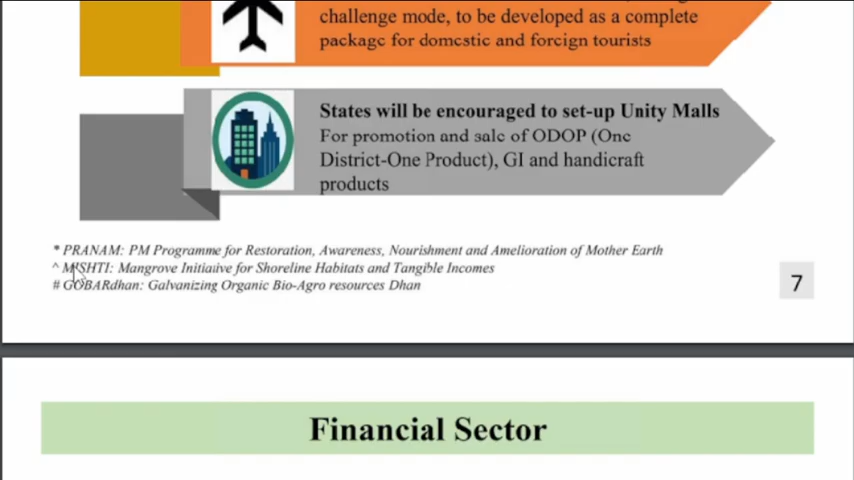 challenge mode, to be developed as a complete
package for domestic and foreign tourists
States will be encouraged to set-up Unity Malls
For promotion and sale of ODOP (One
District-One Product), GI and handicraft
products
* PRANAM: PM Programme for Restoration, Awareness, Nourishment and Amelioration of Mother Earth
^ MISHTI: Mangrove Initiative for Shoreline Habitats and Tangible Incomes
# GOBARdhan: Galvanizing Organic Bio-Agro resources Dhan
7
Financial Sector